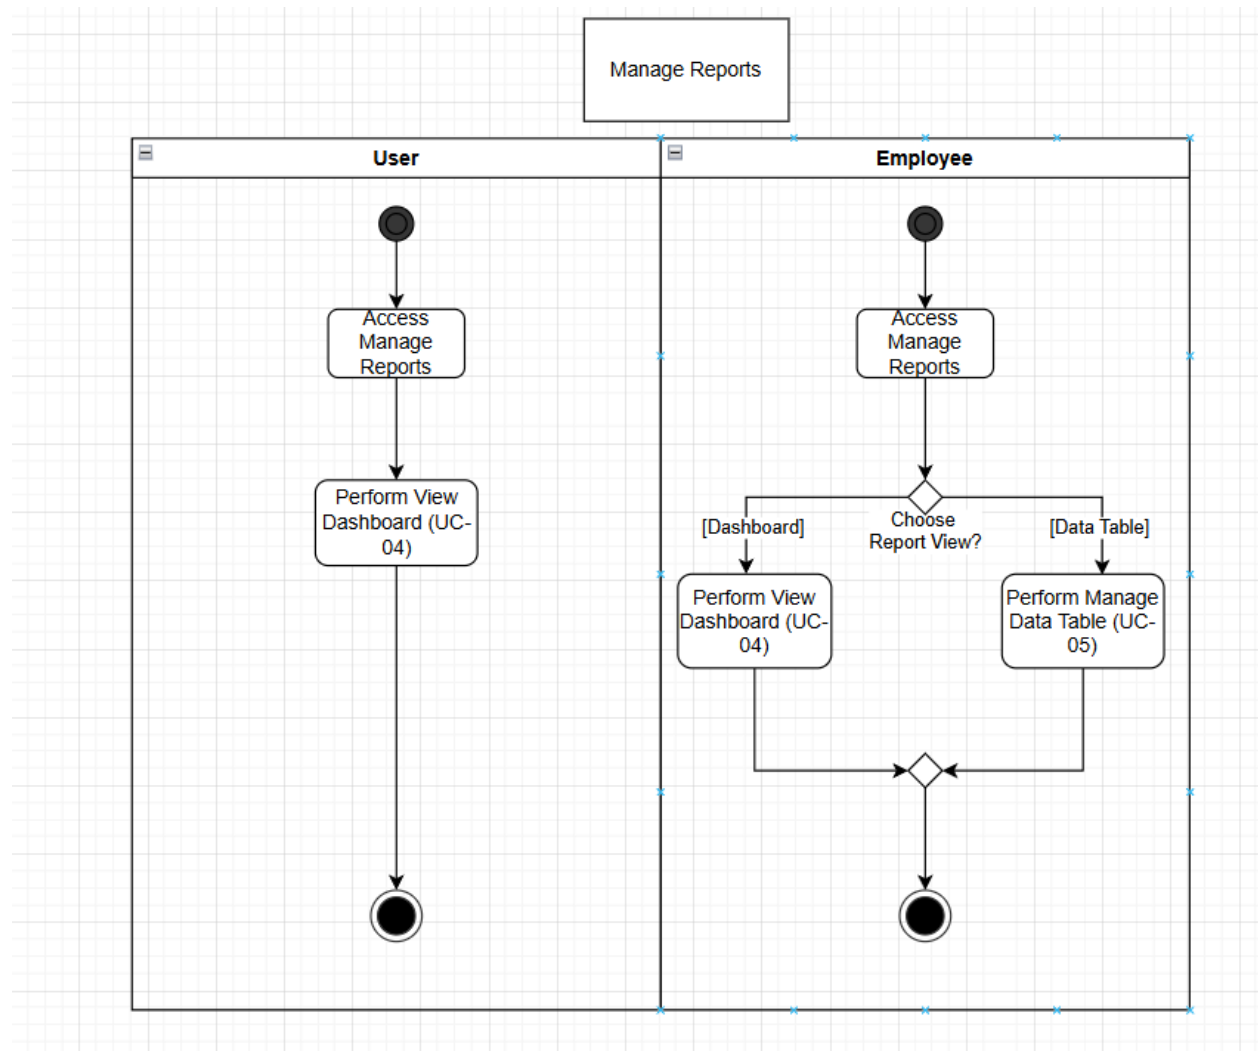 Manage Reports
User
Employee
Access
Manage
Reports
Access
Manage
Reports
Perform View
Dashboard (UC-
04)
Choose
Report View?
[Dashboard]
[Data Table]
Perform View
Dashboard (UC-
04)
Perform Manage
Data Table (UC-
05)